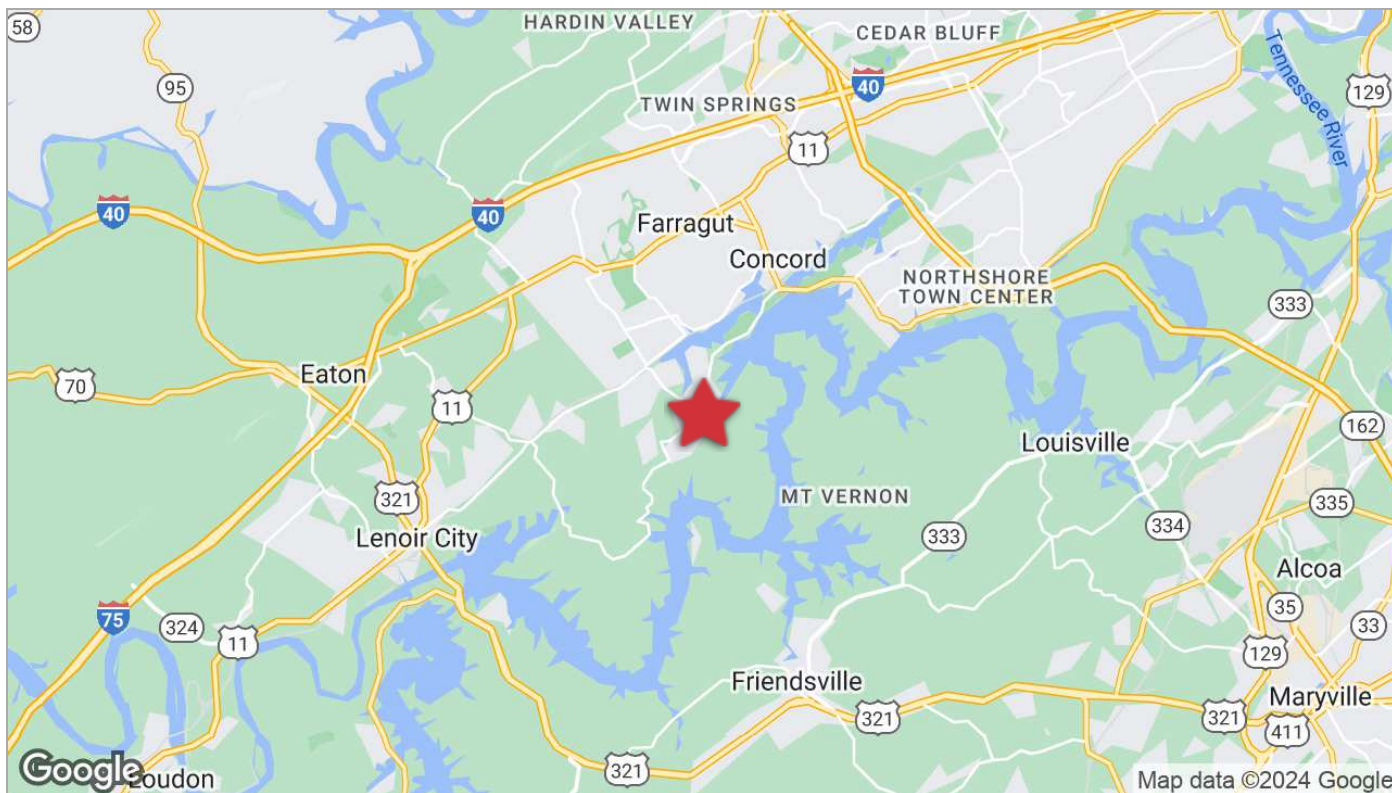 58
HARDIN VALLEY
CEDAR BLUFF
Tennessee River
95
40
129
TWIN SPRINGS
11
40
40
Farragut
Concord
NORTHSHORE
TOWN CENTER
333
Eaton
70
11
162
Louisville
321
MT VERNON
335
Lenoir City
333
334
Alcoa
35
75
324
11
33
129
Friendsville
Maryville
321
321
411
321
Google
Loudon
Map data ©2024 Google